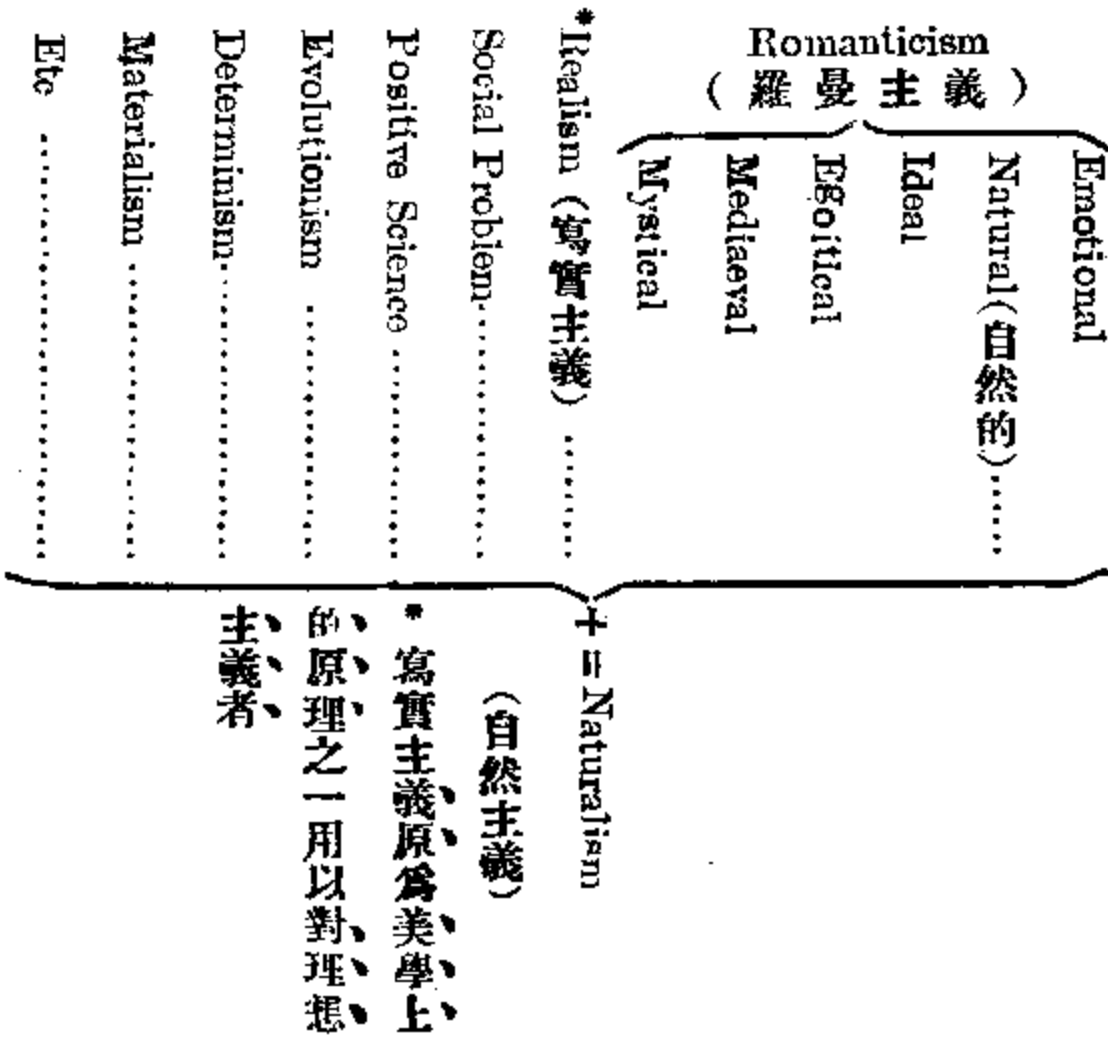 Romanticism
(羅曼主義)
Emotional
Natural(自然的)......
Ideal
Egoitical
Mediaeval
Mystical
*Realism (寫實主義) ........
Social Problem..................
Positive Science ...............
Evolutionism ..................
Determinism.....................
Materialism .....................
Etc ..............................
+ = Naturalism
(自然主義)
* 寫實主義、原、爲美、學、上、
的、原、理、之一用以對、理、想、
主、義、者、